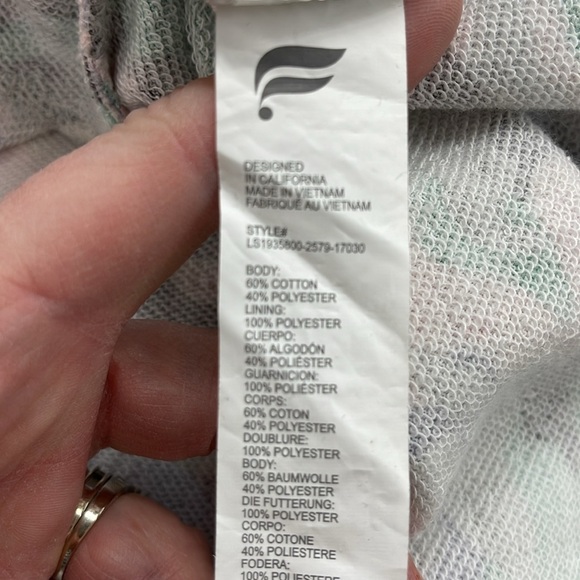 DESIGNED
IN CALIFORNIA
MADE IN VIETNAM
FABRIQUÉ AU VIETNAM
STYLE#
LS1935800-2579-17030
BODY:
60% COTTON
40% POLYESTER
LINING:
100% POLYESTER
CUERPO:
60% ALGODÓN
40% POLIÉSTER
GUARNICION:
100% POLIÉSTER
CORPS:
60% COTON
40% POLYESTER
DOUBLURE:
100% POLYESTER
BODY:
60% BAUMWOLLE
40% POLYESTER
DIE FUTTERUNG:
100% POLYESTER
CORPO:
60% COTONE
40% POLIESTERE
FODERA:
100% POLIESTERE